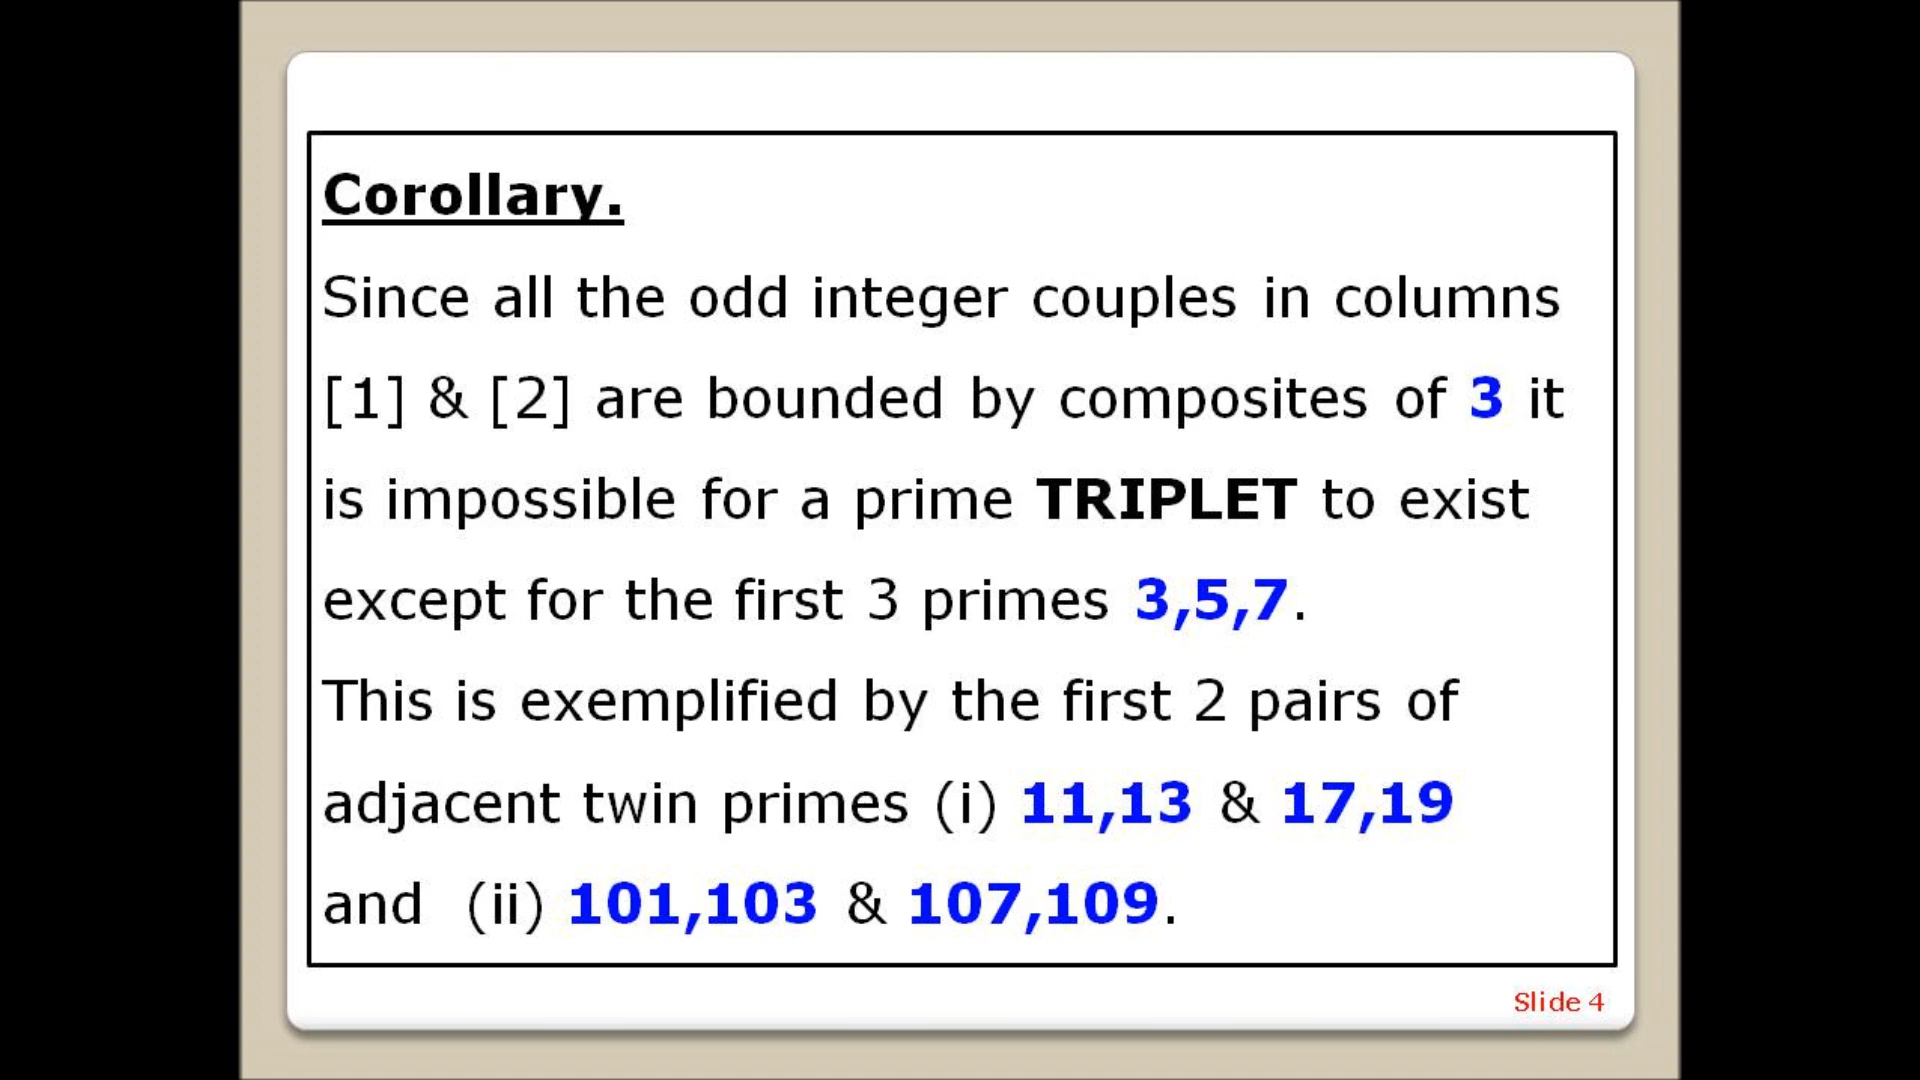 Corollary.
Since all the odd integer couples in columns
[1] & [2] are bounded by composites of 3 it
is impossible for a prime TRIPLET to exist
except for the first 3 primes 3,5,7.
This is exemplified by the first 2 pairs of
adjacent twin primes (i) 11,13 & 17,19
and (ii) 101,103 & 107,109.
Slide 4